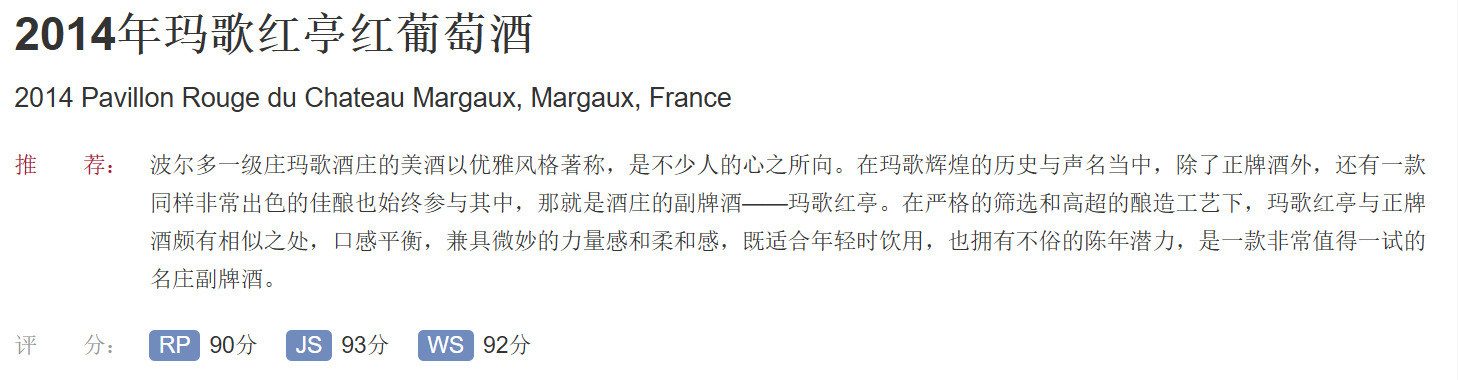 2014年玛歌红亭红葡萄酒
2014 Pavillon Rouge du Chateau Margaux, Margaux, France
推 荐： 波尔多一级庄玛歌酒庄的美酒以优雅风格著称，是不少人的心之所向。在玛歌辉煌的历史与声名当中，除了正牌酒外，还有一款
同样非常出色的佳酿也始终参与其中，那就是酒庄的副牌酒——玛歌红亭。在严格的筛选和高超的酿造工艺下，玛歌红亭与正牌
酒颇有相似之处，口感平衡，兼具微妙的力量感和柔和感，既适合年轻时饮用，也拥有不俗的陈年潜力，是一款非常值得一试的
名庄副牌酒。
评 分： RP 90分 JS 93分 WS 92分